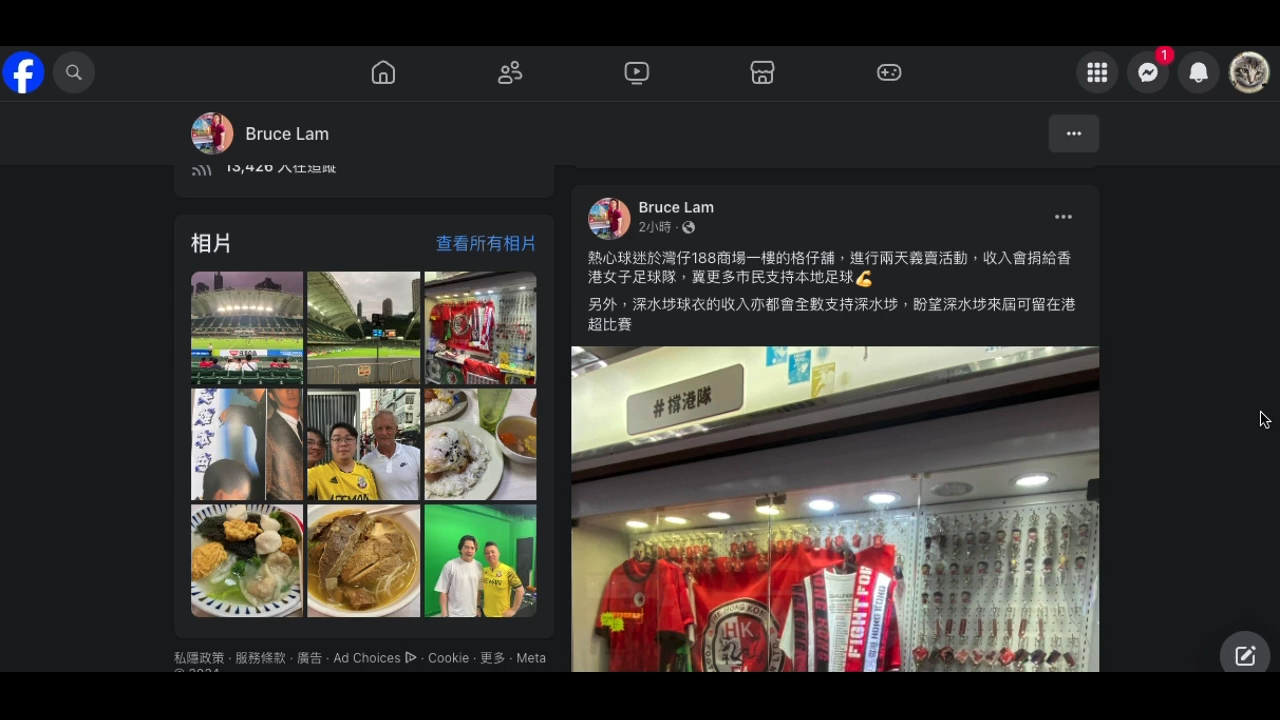 1
Bruce Lam
13,426 人在追蹤
相片
查看所有相片
私隱政策 · 服務條款 · 廣告 · Ad Choices · Cookie · 更多 · Meta
© 2024
Bruce Lam
2小時
熱心球迷於灣仔188商場一樓的格仔舖，進行兩天義賣活動，收入會捐給香
港女子足球隊，冀更多市民支持本地足球💪
另外，深水埗球衣的收入亦都會全數支持深水埗，盼望深水埗來屆可留在港
超比賽
#撐港隊
HK
FIGHT FOR